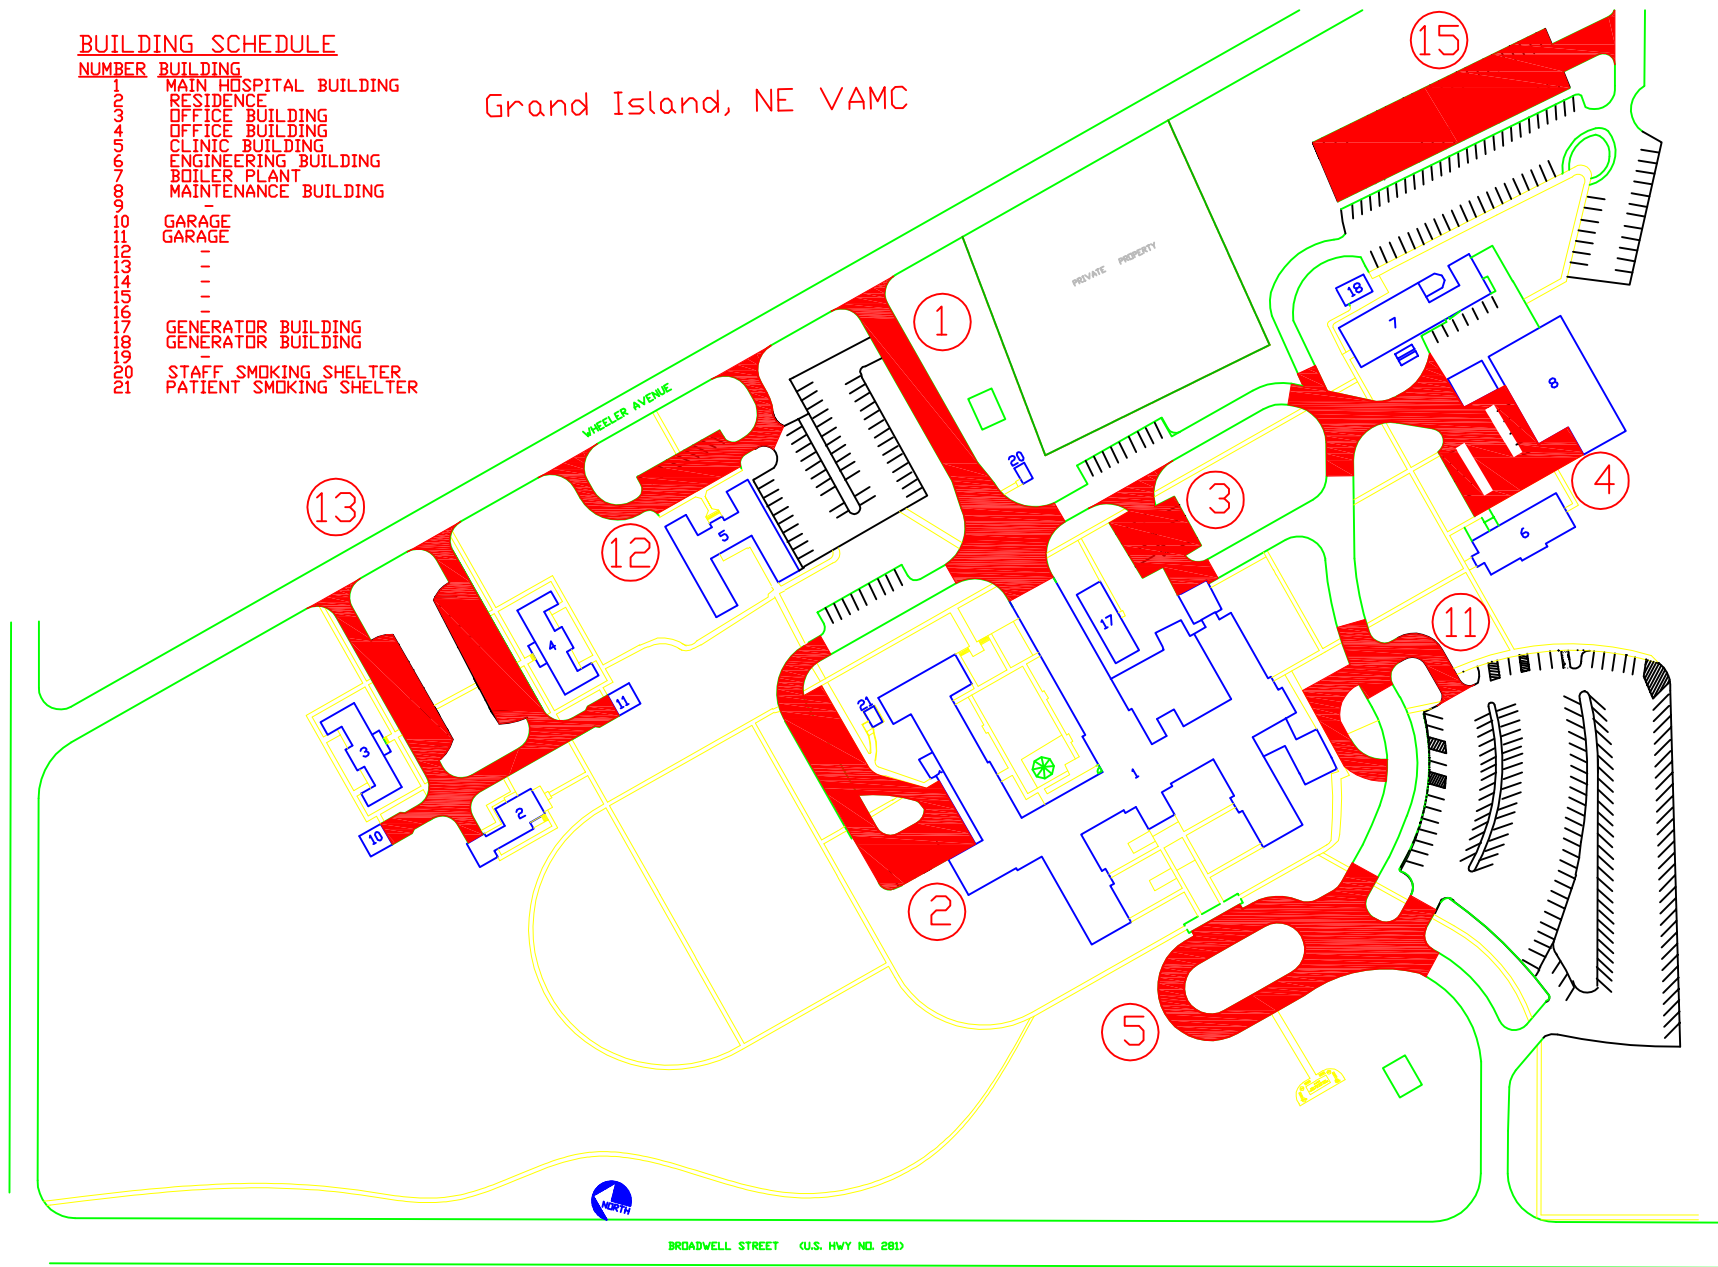 BUILDING SCHEDULE
NUMBER BUILDING
1 MAIN HOSPITAL BUILDING
2 RESIDENCE
3 OFFICE BUILDING
4 OFFICE BUILDING
5 CLINIC BUILDING
6 ENGINEERING BUILDING
7 BOILER PLANT
8 MAINTENANCE BUILDING
9 -
10 GARAGE
11 GARAGE
12 -
13 -
14 -
15 -
16 -
17 GENERATOR BUILDING
18 GENERATOR BUILDING
19 -
20 STAFF SMOKING SHELTER
21 PATIENT SMOKING SHELTER
Grand Island, NE VAMC
15
PRIVATE PROPERTY
18
7
1
8
WHEELER AVENUE
20
4
13
3
12
5
6
11
17
4
21
11
3
1
2
10
2
5
NORTH
BROADWELL STREET (U.S. HWY NO. 281)